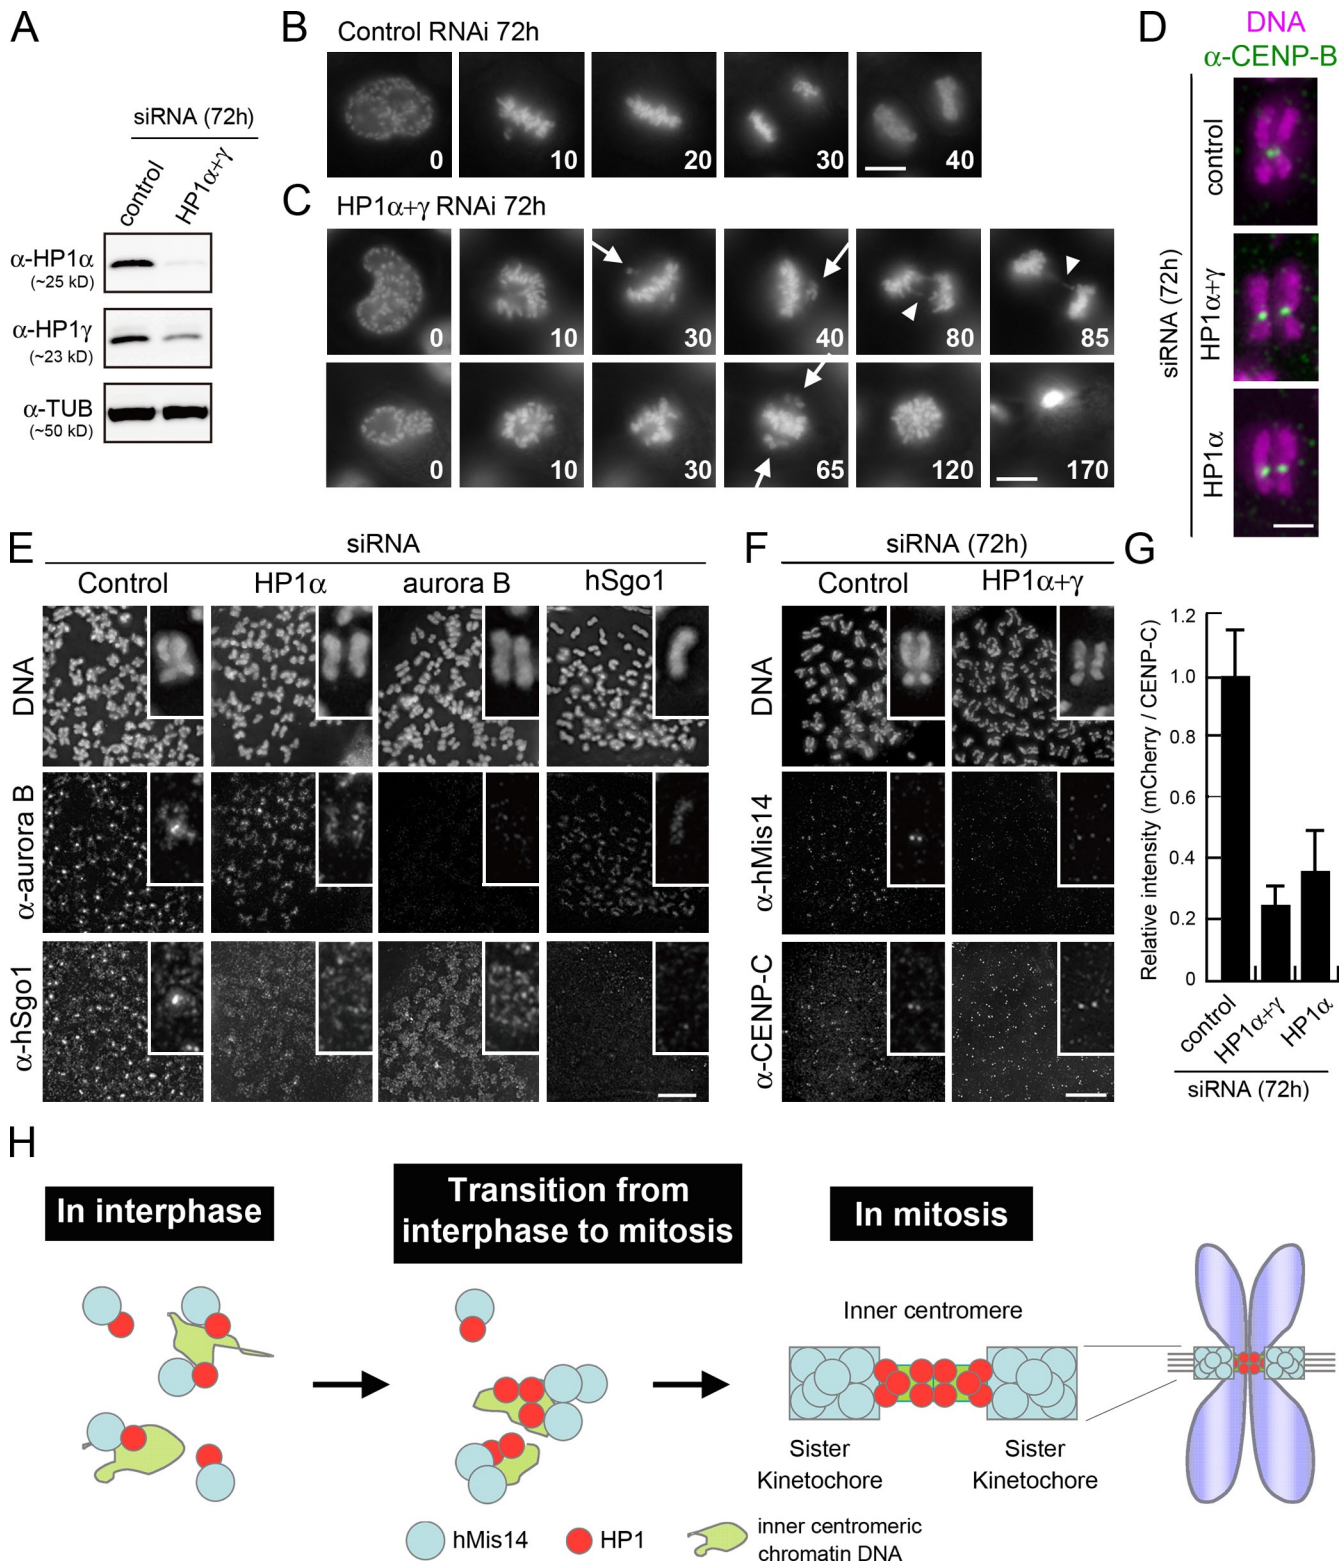 A
siRNA (72h)
control
HP1α+γ
α-HP1α
(~25 kD)
α-HP1γ
(~23 kD)
α-TUB
(~50 kD)
B
Control RNAi 72h
0
10
20
30
40
C
HP1α+γ RNAi 72h
0
10
30
40
80
85
0
10
30
65
120
170
D
DNA
α-CENP-B
siRNA (72h)
control
HP1α+γ
HP1α
E
siRNA
Control
HP1α
aurora B
hSgo1
DNA
α-aurora B
α-hSgo1
F
siRNA (72h)
Control
HP1α+γ
DNA
α-hMis14
α-CENP-C
G
Relative intensity (mCherry / CENP-C)
1.2
1.0
0.8
0.6
0.4
0.2
0
control
HP1α+γ
HP1α
siRNA (72h)
H
In interphase
Transition from
interphase to mitosis
In mitosis
Inner centromere
Sister
Kinetochore
Sister
Kinetochore
hMis14
HP1
inner centromeric
chromatin DNA